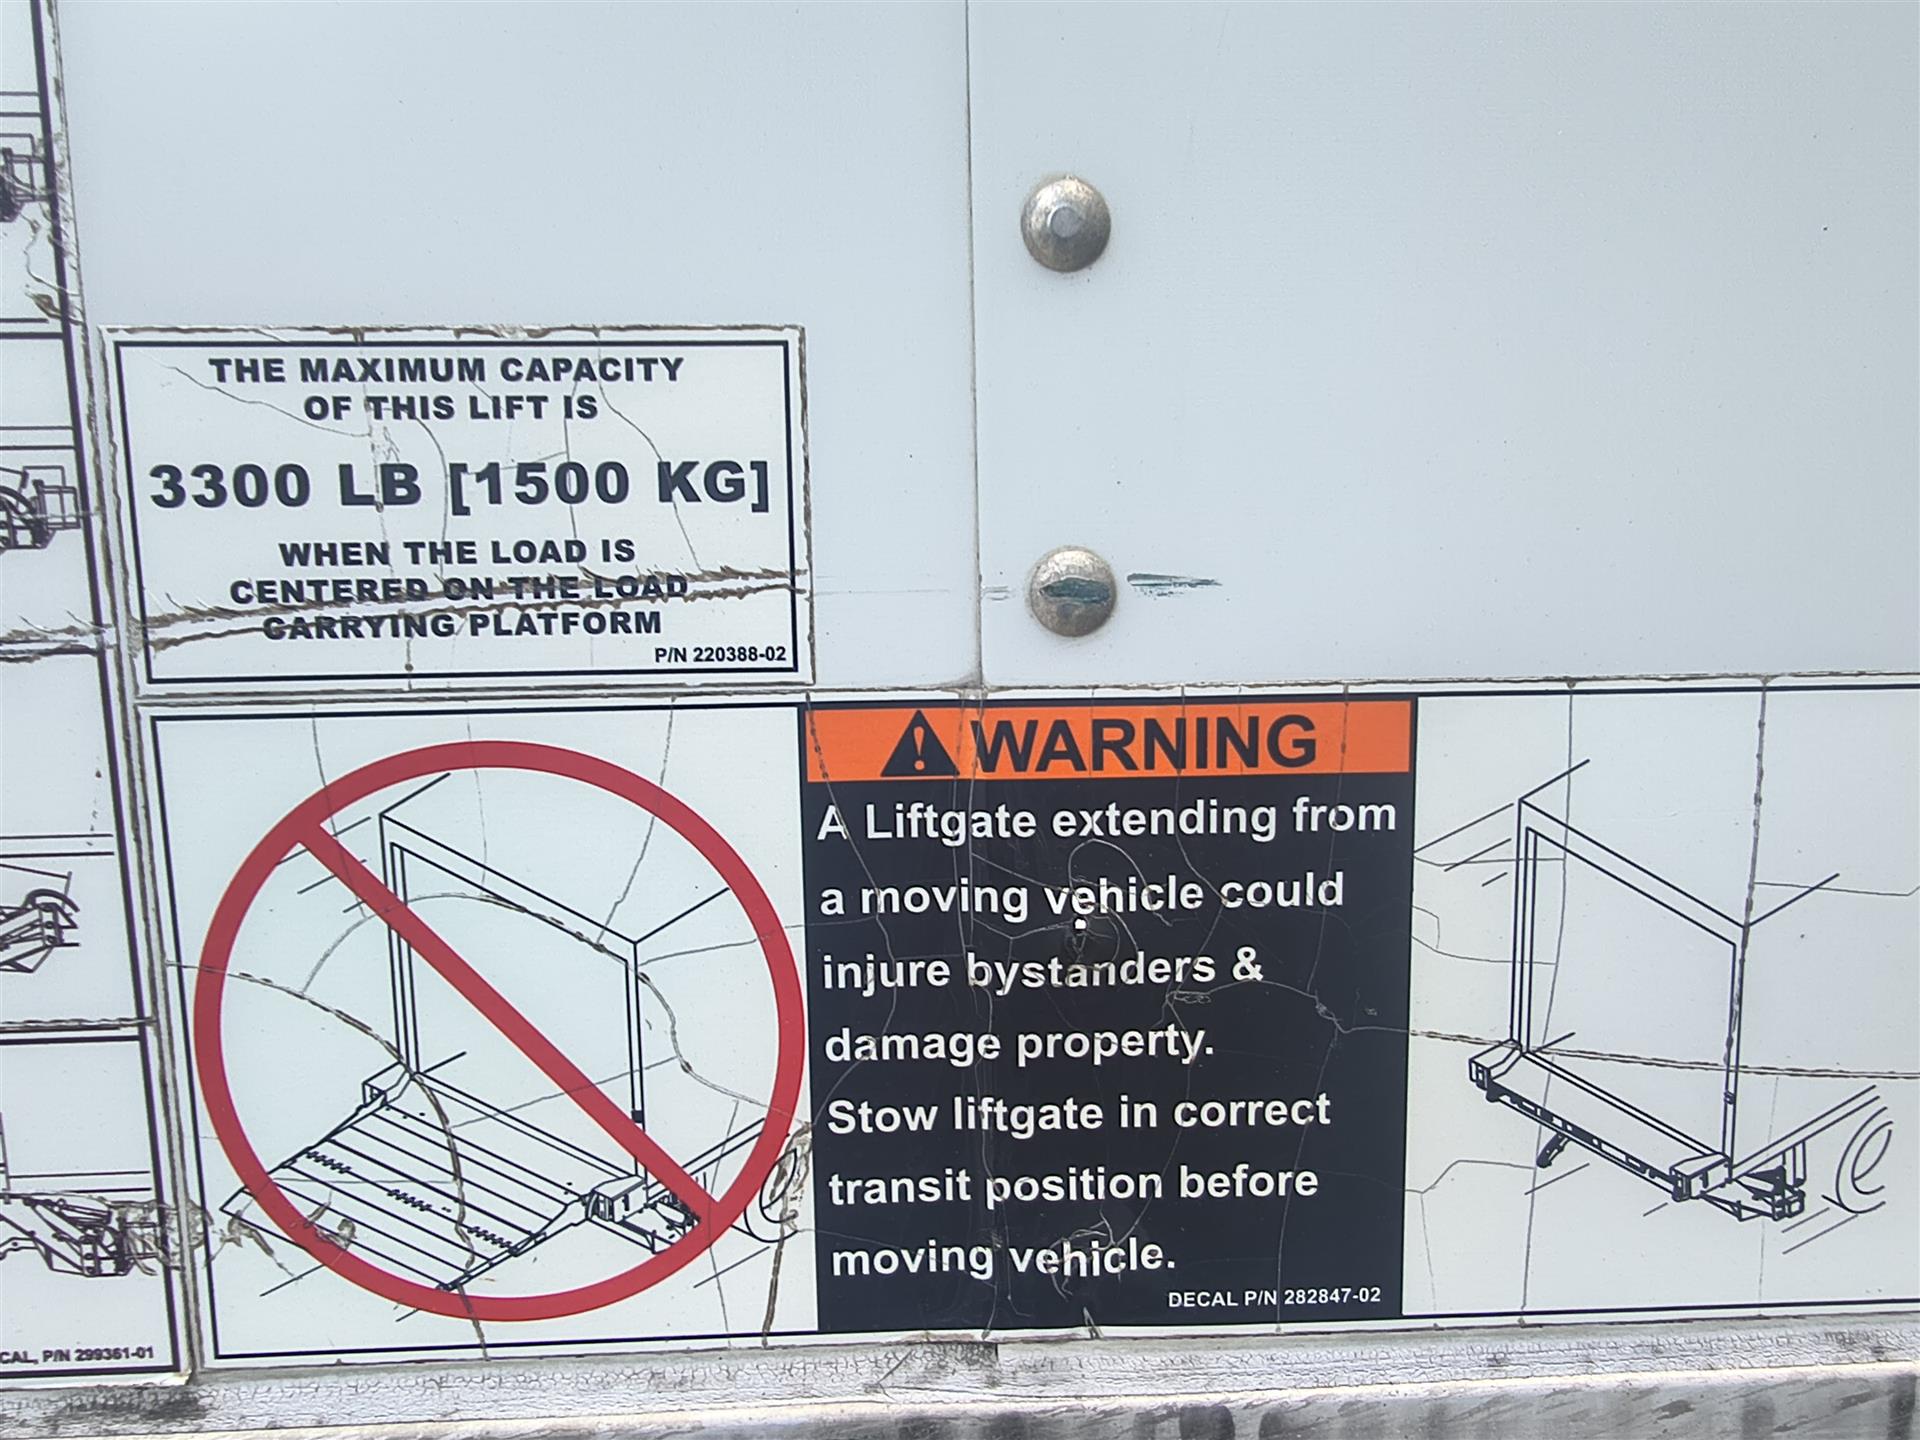 THE MAXIMUM CAPACITY
OF THIS LIFT IS
3300 LB [1500 KG]
WHEN THE LOAD IS
CENTERED ON THE LOAD
CARRYING PLATFORM
P/N 220388-02
WARNING
A Liftgate extending from
a moving vehicle could
injure bystanders &
damage property.
Stow liftgate in correct
transit position before
moving vehicle.
DECAL P/N 282847-02
CAL, P/N 299361-01